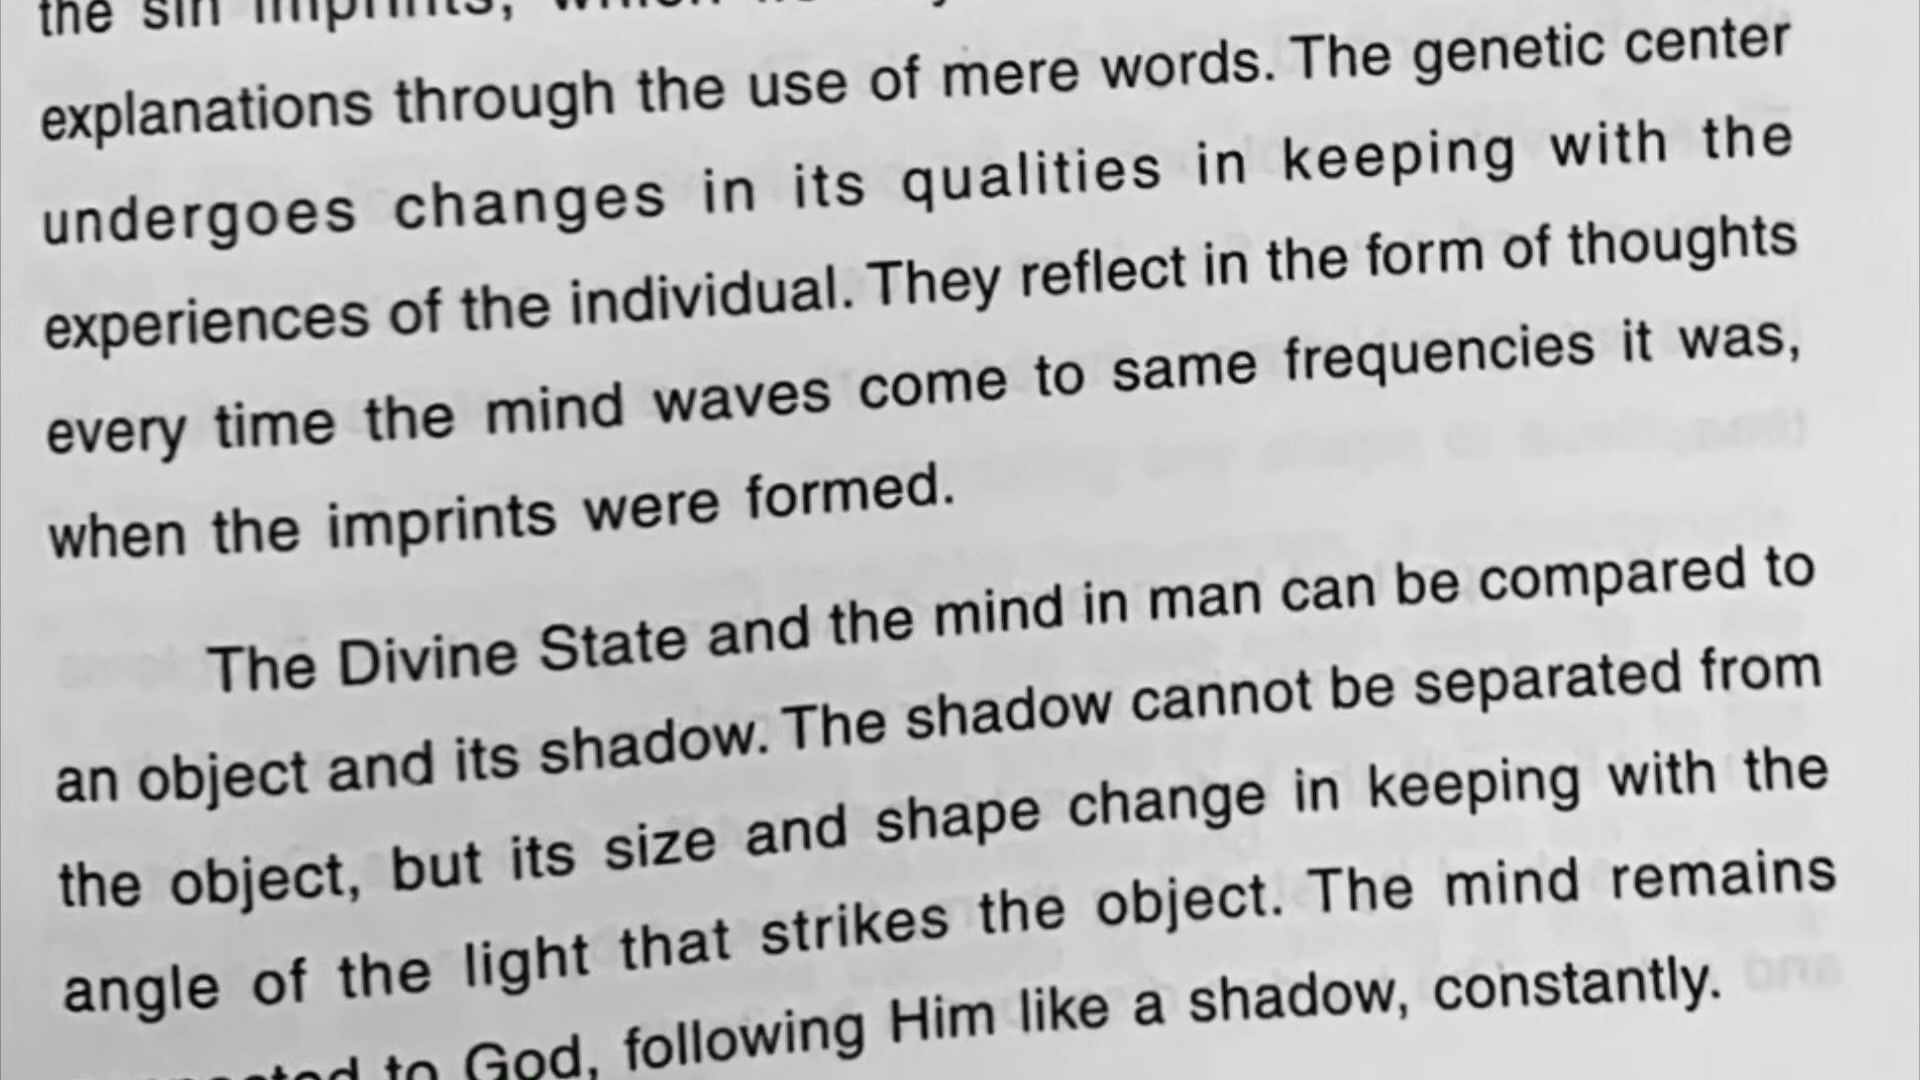 the sin imprints, which
explanations through the use of mere words. The genetic center
undergoes changes in its qualities in keeping with the
experiences of the individual. They reflect in the form of thoughts
every time the mind waves come to same frequencies it was,
when the imprints were formed.
The Divine State and the mind in man can be compared to
an object and its shadow. The shadow cannot be separated from
the object, but its size and shape change in keeping with the
angle of the light that strikes the object. The mind remains
to God, following Him like a shadow, constantly.